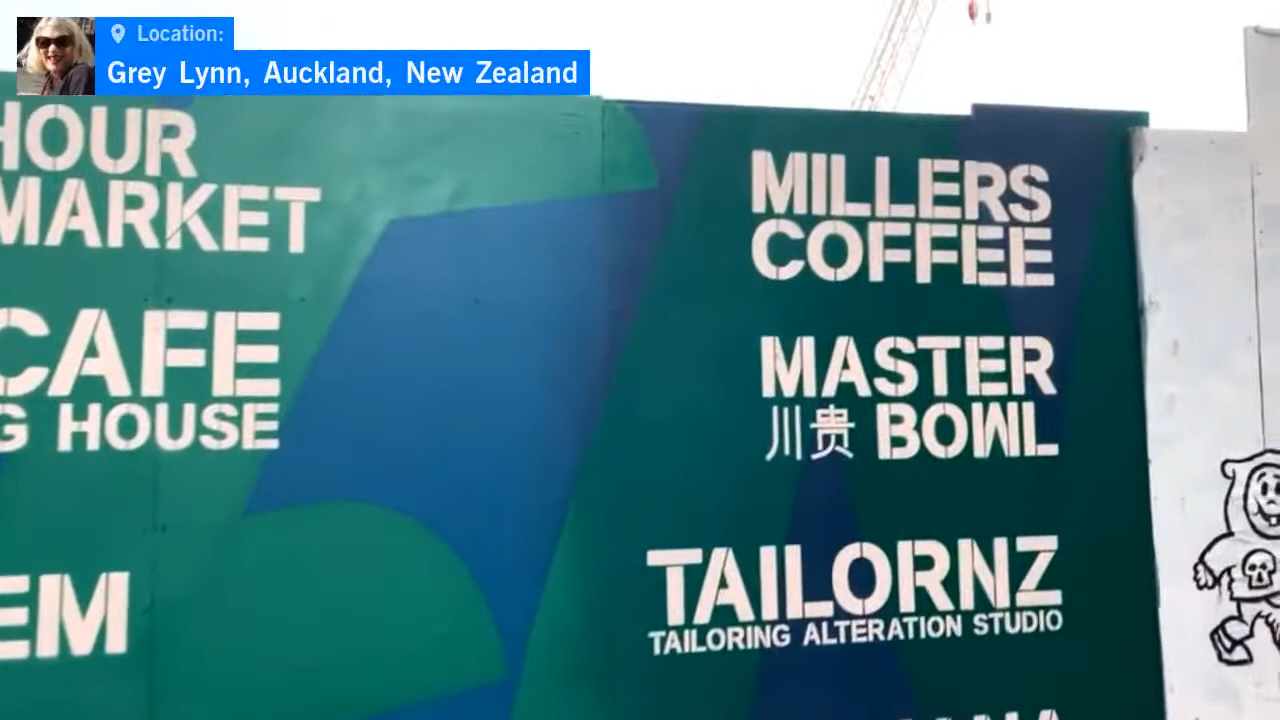 Location:
Grey Lynn, Auckland, New Zealand
HOUR
MARKET
CAFE
G HOUSE
EM
MILLERS
COFFEE
MASTER
川贵 BOWL
TAILORNZ
TAILORING ALTERATION STUDIO